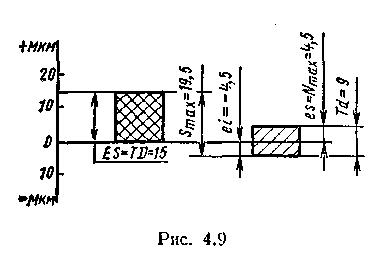 +мкм
20
10
0
10
-мкм
ES=TD=15
Smax=19,5
ei=-4,5
es=Nmax=4,5
Td=9
Рис. 4.9